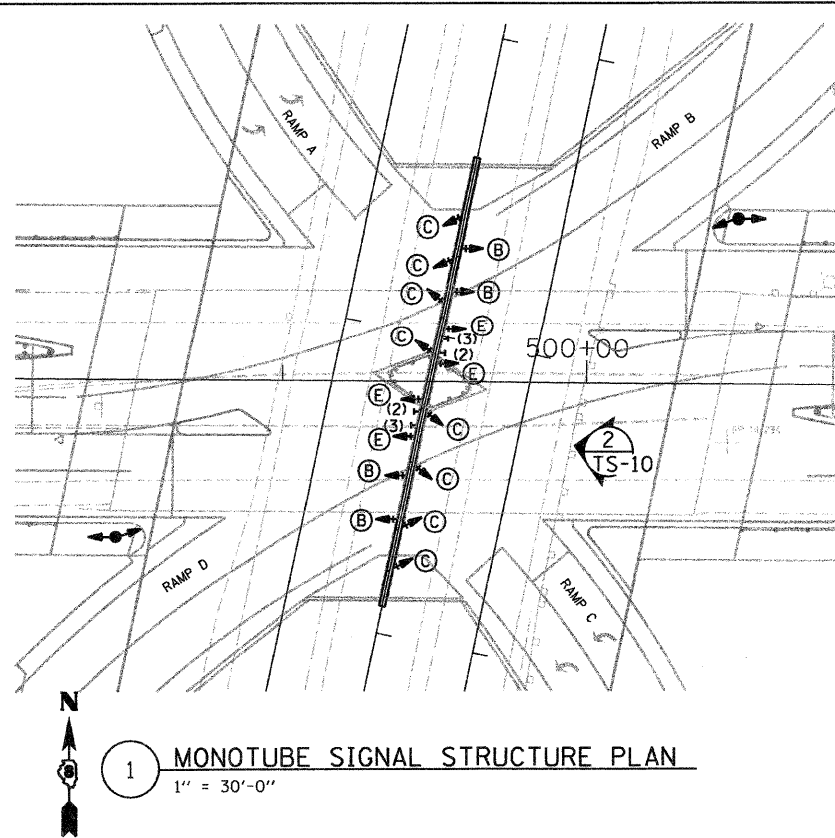 RAMP A
RAMP B
C
B
C
B
C
E
(3)
C
(2)
E
500+00
E
(2)
C
(3)
E
2
TS-10
B
C
B
C
C
RAMP D
RAMP C
N
1
MONOTUBE SIGNAL STRUCTURE PLAN
1" = 30'-0"